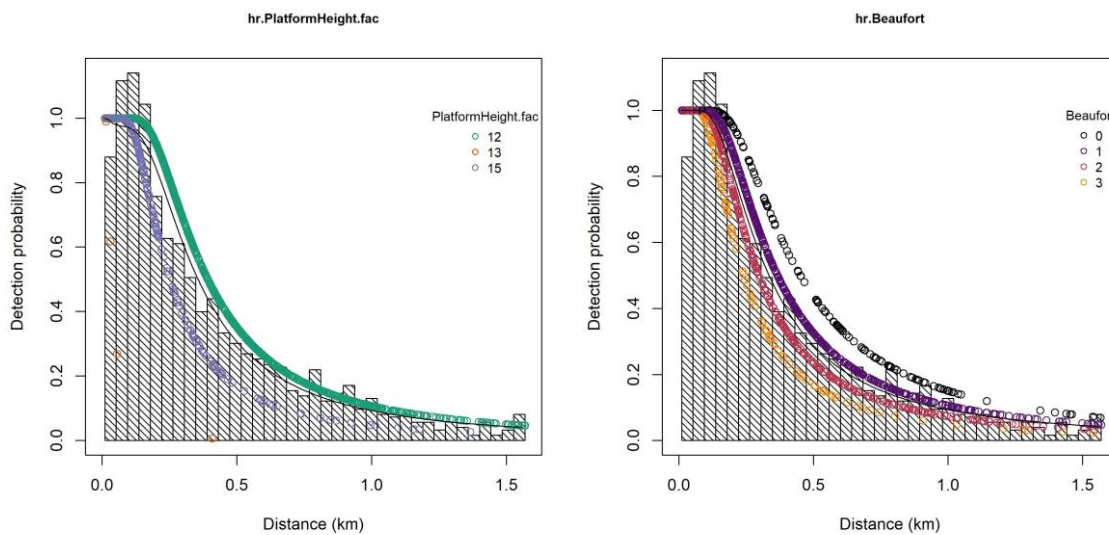 hr.PlatformHeight.fac
Detection probability
0.0 0.2 0.4 0.6 0.8 1.0
PlatformHeight.fac
12
13
15
0.0 0.5 1.0 1.5
Distance (km)
hr.Beaufort
Detection probability
0.0 0.2 0.4 0.6 0.8 1.0
Beaufort
0
1
2
3
0.0 0.5 1.0 1.5
Distance (km)